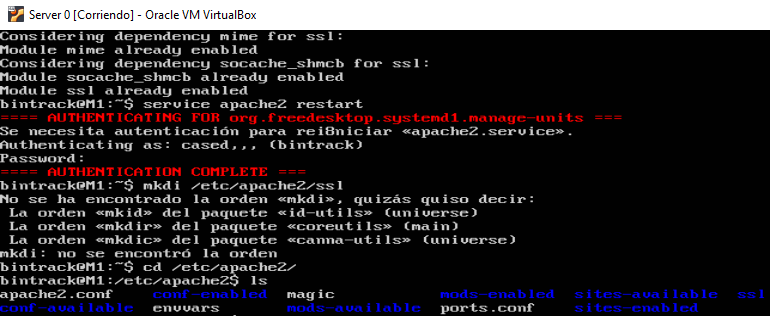 Server 0 [Corriendo] - Oracle VM VirtualBox
Considering dependency mime for ssl:
Module mime already enabled
Considering dependency socache_shmcb for ssl:
Module socache_shmcb already enabled
Module ssl already enabled
bintrack@M1:~$ service apache2 restart
==== AUTHENTICATING FOR org.freedesktop.systemd1.manage-units ===
Se necesita autenticación para rei8niciar «apache2.service».
Authenticating as: cased,,, (bintrack)
Password:
==== AUTHENTICATION COMPLETE ===
bintrack@M1:~$ mkdi /etc/apache2/ssl
No se ha encontrado la orden «mkdi», quizás quiso decir:
 La orden «mkid» del paquete «id-utils» (universe)
 La orden «mkdir» del paquete «coreutils» (main)
 La orden «mkdic» del paquete «canna-utils» (universe)
mkdi: no se encontró la orden
bintrack@M1:~$ cd /etc/apache2/
bintrack@M1:/etc/apache2$ ls
apache2.conf conf-enabled magic mods-enabled sites-available ssl
conf-available envvars mods-available ports.conf sites-enabled